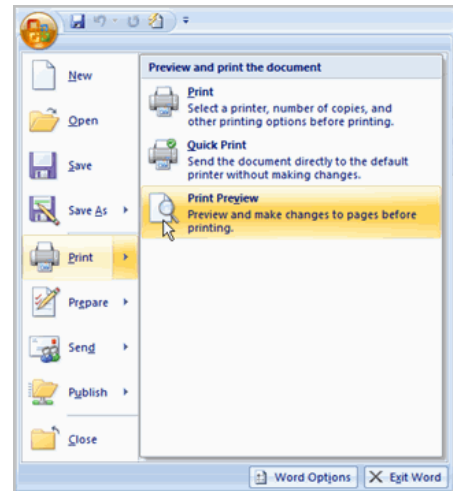 New
Open
Save
Save As
Print
Prepare
Send
Publish
Close
Preview and print the document
Print
Select a printer, number of copies, and
other printing options before printing.
Quick Print
Send the document directly to the default
printer without making changes.
Print Preview
Preview and make changes to pages before
printing.
Word Options
Exit Word